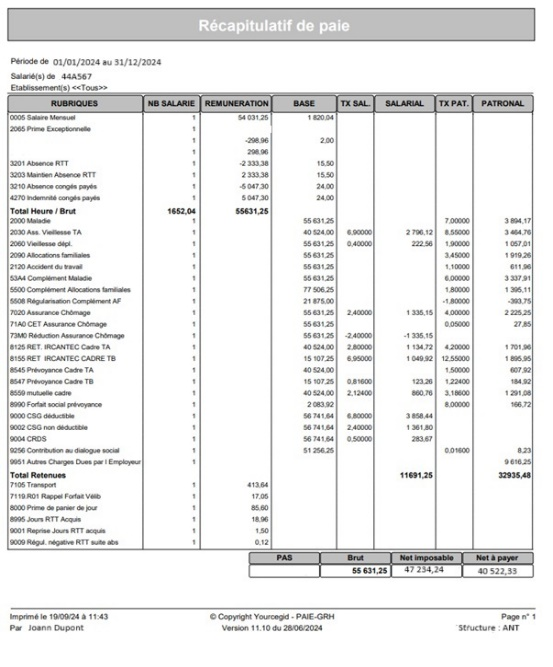 Récapitulatif de paie
Période de 01/01/2024 au 31/12/2024
Salarié(s) de 44A567
Etablissement(s) <<Tous>>
RUBRIQUES NB SALARIE REMUNERATION BASE TX SAL. SALARIAL TX PAT. PATRONAL
0005 Salaire Mensuel 1 54 031,25 1 820,04
2065 Prime Exceptionnelle 1
1 -298,96 2,00
1 298,96
3201 Absence RTT 1 -2 333,38 15,50
3203 Maintien Absence RTT 1 2 333,38 15,50
3210 Absence congés payés 1 -5 047,30 24,00
4270 Indemnité congés payés 1 5 047,30 24,00
Total Heure / Brut 1652,04 55631,25
2000 Maladie 1 55 631,25 7,00000 3 894,17
2030 Ass. Vieillesse TA 1 40 524,00 6,90000 2 796,12 8,55000 3 464,76
2060 Vieillesse dépl. 1 55 631,25 0,40000 222,56 1,90000 1 057,01
2090 Allocations familiales 1 55 631,25 3,45000 1 919,26
2120 Accident du travail 1 55 631,25 1,10000 611,96
53A4 Complément Maladie 1 55 631,25 6,00000 3 337,91
5500 Complément Allocations familiales 1 77 506,25 1,80000 1 395,11
5508 Régularisation Complément AF 1 21 875,00 -1,80000 -393,75
7020 Assurance Chômage 1 55 631,25 2,40000 1 335,15 4,00000 2 225,25
71A0 CET Assurance Chômage 1 55 631,25 0,05000 27,85
73M0 Réduction Assurance Chômage 1 55 631,25 -2,40000 -1 335,15
8125 RET. IRCANTEC Cadre TA 1 40 524,00 2,80000 1 134,72 4,20000 1 701,96
8155 RET IRCANTEC CADRE TB 1 15 107,25 6,95000 1 049,92 12,55000 1 895,95
8545 Prévoyance Cadre TA 1 40 524,00 1,50000 607,92
8547 Prévoyance Cadre TB 1 15 107,25 0,81600 123,26 1,22400 184,92
8559 mutuelle cadre 1 40 524,00 2,12400 860,76 3,18600 1 291,08
8990 Forfait social prévoyance 1 2 083,92 8,00000 166,72
9000 CSG déductible 1 56 741,64 6,80000 3 858,44
9002 CSG non déductible 1 56 741,64 2,40000 1 361,80
9004 CRDS 1 56 741,64 0,50000 283,67
9256 Contribution au dialogue social 1 51 256,25 0,01600 8,23
9951 Autres Charges Dues par l Employeur 1 9 616,25
Total Retenues 11691,25 32935,48
7105 Transport 1 413,64
7119.R01 Rappel Forfait Vélib 1 17,05
8000 Prime de panier de jour 1 85,60
8995 Jours RTT Acquis 1 18,96
9001 Reprise Jours RTT acquis 1 1,50
9009 Régul. négative RTT suite abs 1 0,12
PAS Brut Net imposable Net à payer
55 631,25 47 234,24 40 522,33
Imprimé le 19/09/24 à 11:43 © Copyright Yourcegid - PAIE-GRH Page n° 1
Par Joann Dupont Version 11.10 du 28/06/2024 Structure : ANT